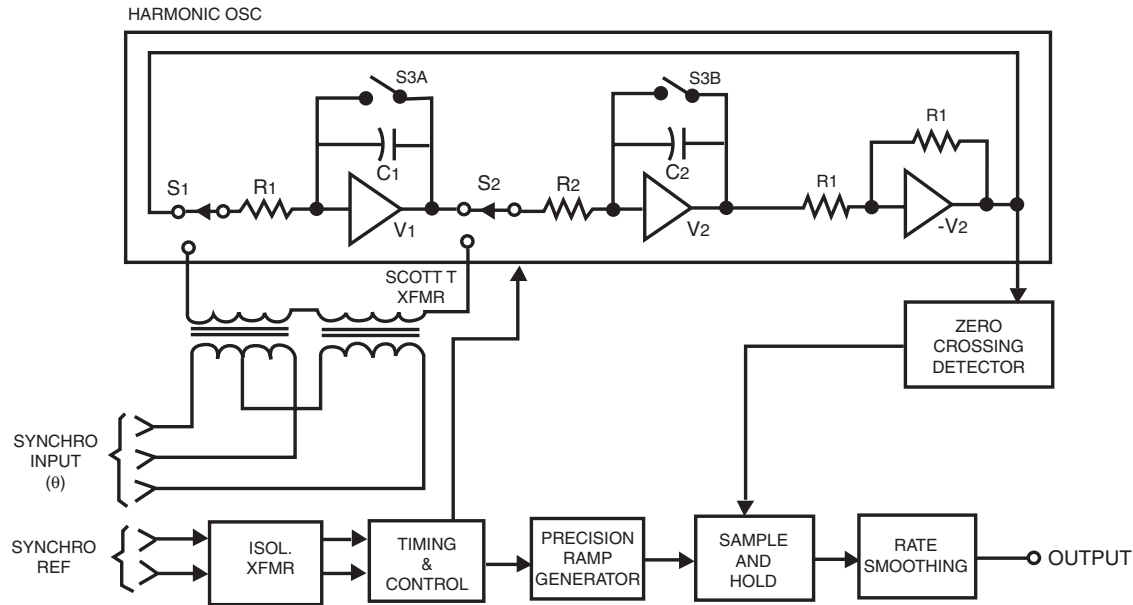 HARMONIC OSC
S3A
S3B
R1
C1
C2
S1
R1
S2
R2
R1
V1
V2
-V2
SCOTT T
XFMR
ZERO
CROSSING
DETECTOR
SYNCHRO
INPUT
(θ)
SYNCHRO
REF
ISOL.
XFMR
TIMING
&
CONTROL
PRECISION
RAMP
GENERATOR
SAMPLE
AND
HOLD
RATE
SMOOTHING
OUTPUT